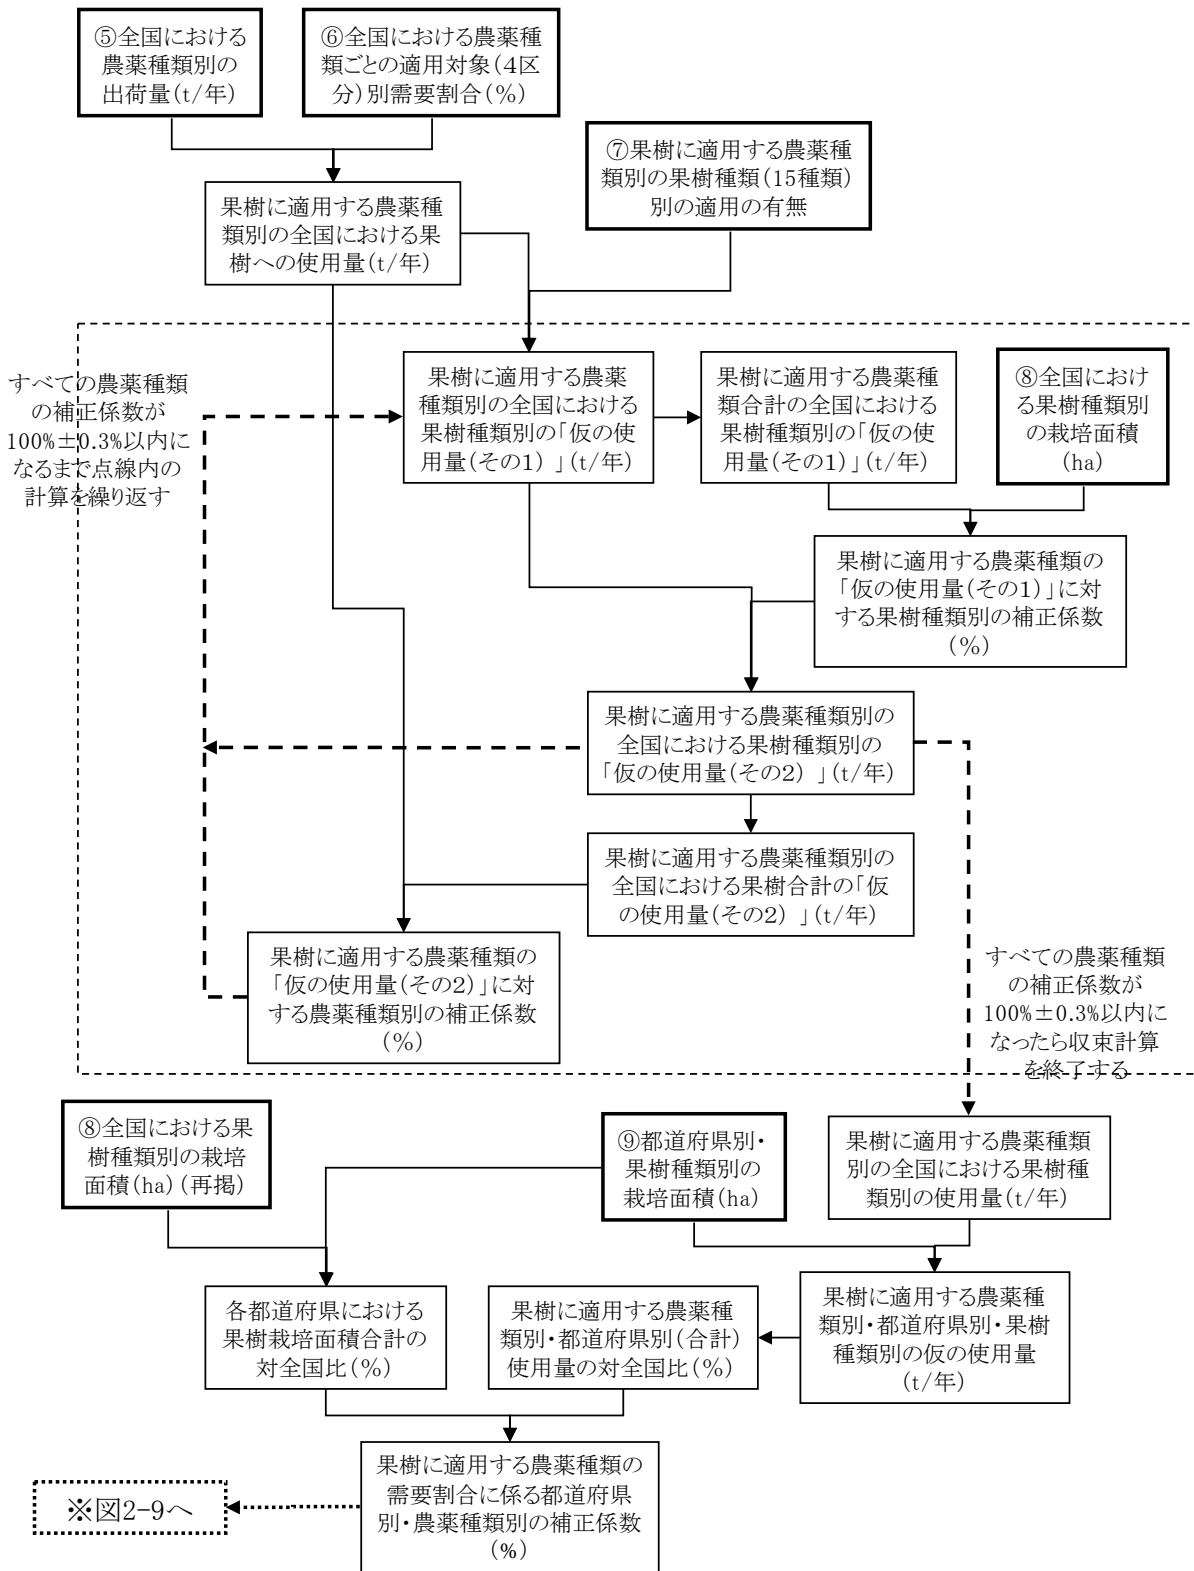 ⑤全国における
農薬種類別の
出荷量(t/年)
⑥全国における農薬種
類ごとの適用対象(4区
分)別需要割合(%)
⑦果樹に適用する農薬種
類別の果樹種類(15種類)
別の適用の有無
果樹に適用する農薬種
類別の全国における果
樹への使用量(t/年)
すべての農薬種類
の補正係数が
100%±0.3%以内に
なるまで点線内の
計算を繰り返す
果樹に適用する農薬
種類別の全国における
果樹種類別の「仮の使
用量(その1) 」(t/年)
果樹に適用する農薬種
類合計の全国における
果樹種類別の「仮の使
用量(その1)」(t/年)
⑧全国におけ
る果樹種類別
の栽培面積
(ha)
果樹に適用する農薬種類の
「仮の使用量(その1)」に対
する果樹種類別の補正係数
(%)
果樹に適用する農薬種類別の
全国における果樹種類別の
「仮の使用量(その2) 」(t/年)
果樹に適用する農薬種類別の
全国における果樹合計の「仮
の使用量(その2) 」(t/年)
果樹に適用する農薬種類の
「仮の使用量(その2)」に対
する農薬種類別の補正係数
(%)
すべての農薬種類
の補正係数が
100%±0.3%以内に
なったら収束計算
を終了する
⑧全国における果
樹種類別の栽培
面積(ha)(再掲)
⑨都道府県別・
果樹種類別の
栽培面積(ha)
果樹に適用する農薬種類
別の全国における果樹種
類別の使用量(t/年)
各都道府県における
果樹栽培面積合計の
対全国比(%)
果樹に適用する農薬種
類別・都道府県別(合計)
使用量の対全国比(%)
果樹に適用する農薬種
類別・都道府県別・果樹
種類別の仮の使用量
(t/年)
果樹に適用する農薬種類の
需要割合に係る都道府県
別・農薬種類別の補正係数
(%)
※図2-9へ